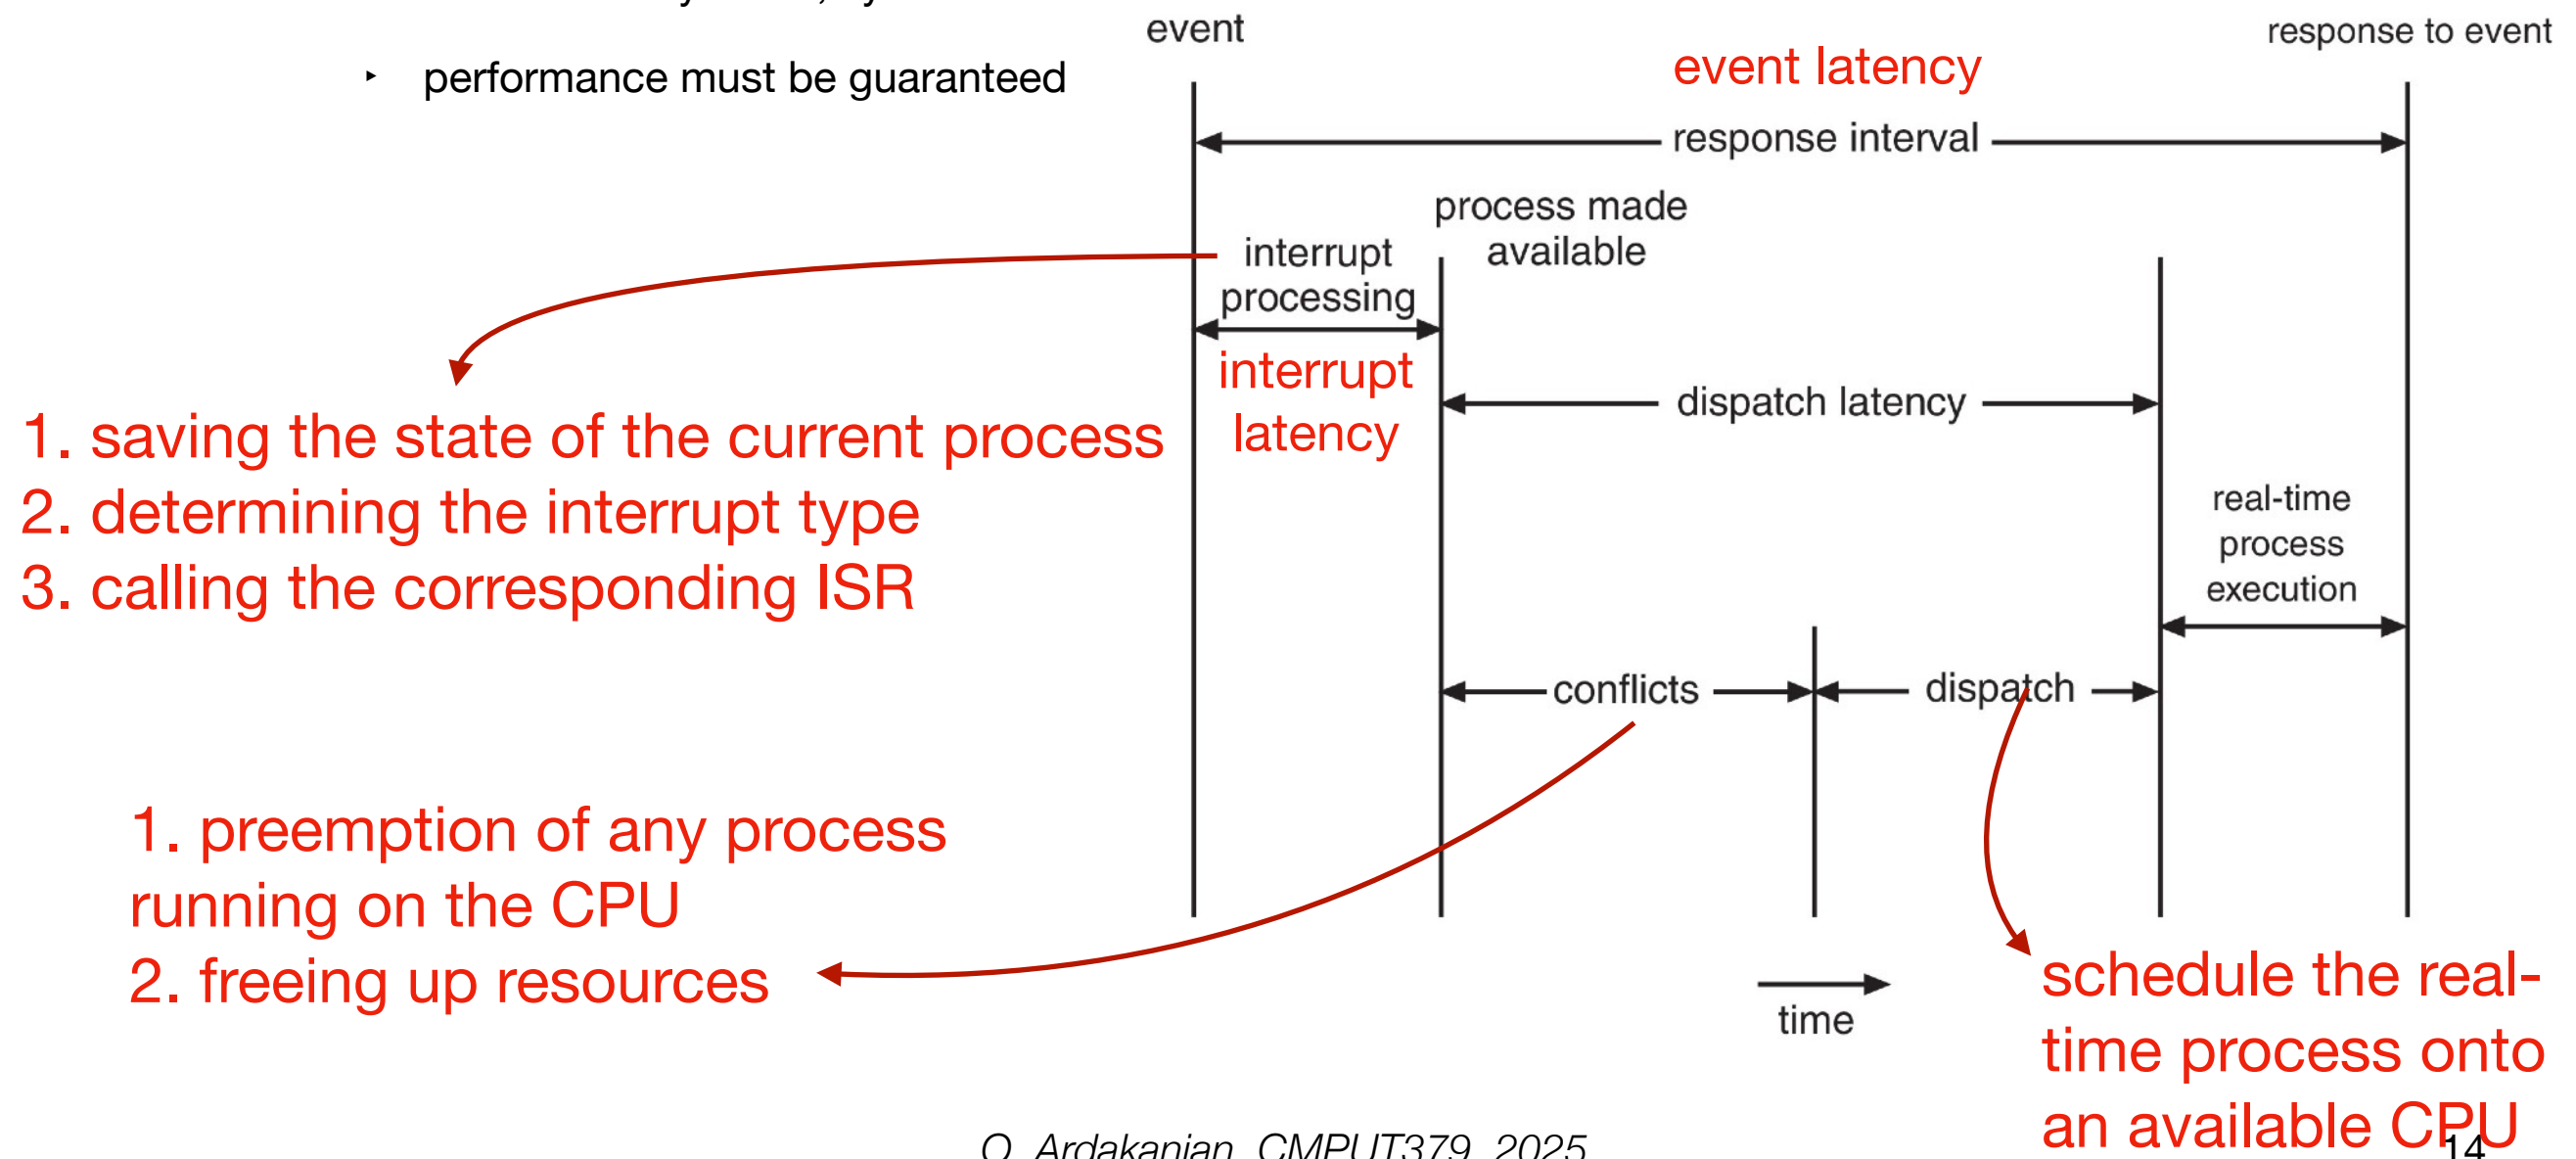 performance must be guaranteed
event
response to event
event latency
response interval
process made
available
interrupt
processing
interrupt
latency
dispatch latency
1. saving the state of the current process
2. determining the interrupt type
3. calling the corresponding ISR
real-time
process
execution
conflicts
dispatch
1. preemption of any process
running on the CPU
2. freeing up resources
time
schedule the real-
time process onto
an available CPU
O. Ardakanian, CMPUT379, 2025
14